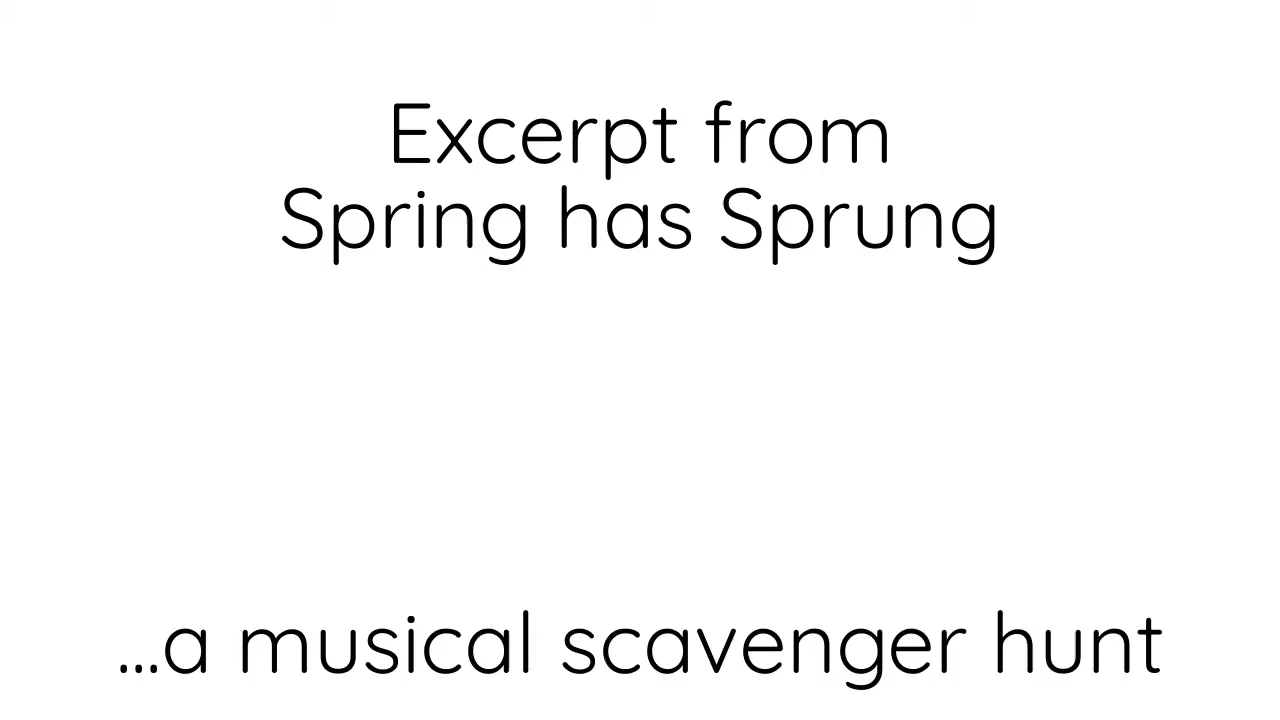 Excerpt from
Spring has Sprung
...a musical scavenger hunt